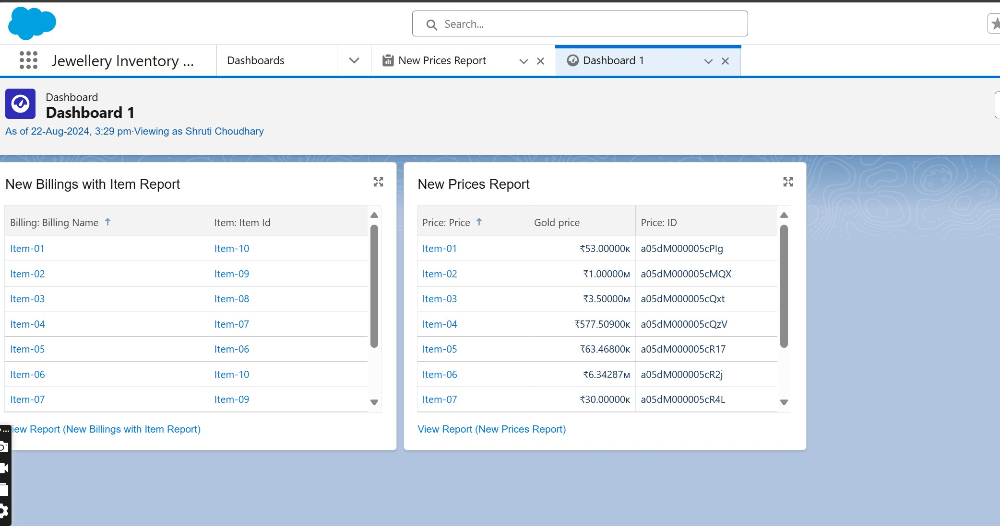 Search...
Jewellery Inventory ...
Dashboards
New Prices Report
Dashboard 1
Dashboard
Dashboard 1
As of 22-Aug-2024, 3:29 pm·Viewing as Shruti Choudhary
New Billings with Item Report
Billing: Billing Name ↑ Item: Item Id
Item-01 Item-10
Item-02 Item-09
Item-03 Item-08
Item-04 Item-07
Item-05 Item-06
Item-06 Item-10
Item-07 Item-09
iew Report (New Billings with Item Report)
New Prices Report
Price: Price ↑ Gold price Price: ID
Item-01 ₹53.00000K a05dM000005cPIg
Item-02 ₹1.00000M a05dM000005cMQX
Item-03 ₹3.50000M a05dM000005cQxt
Item-04 ₹577.50900K a05dM000005cQzV
Item-05 ₹63.46800K a05dM000005cR17
Item-06 ₹6.34287M a05dM000005cR2j
Item-07 ₹30.00000K a05dM000005cR4L
View Report (New Prices Report)